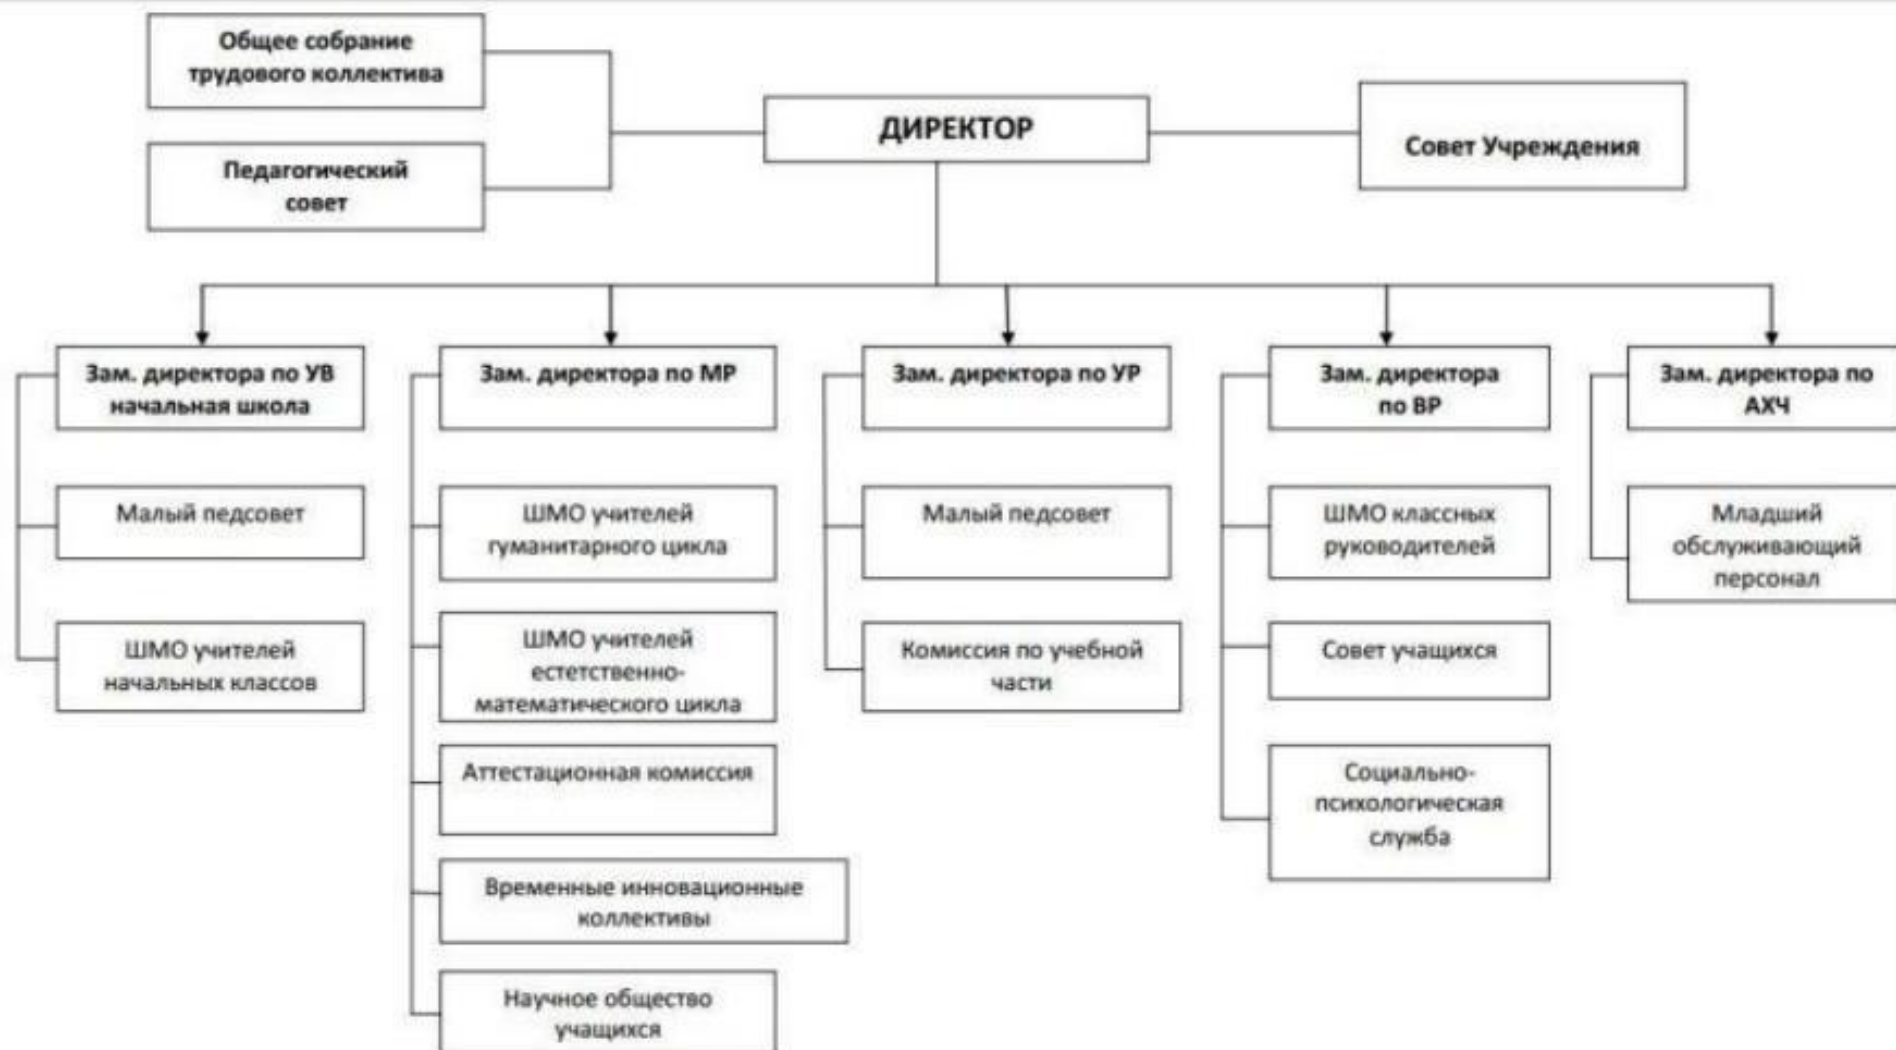 Общее собрание
трудового коллектива
ДИРЕКТОР
Совет Учреждения
Педагогический
совет
Зам. директора по УВ
начальная школа
Малый педсовет
ШМО учителей
начальных классов
Зам. директора по МР
ШМО учителей
гуманитарного цикла
ШМО учителей
естетственно-
математического цикла
Аттестационная комиссия
Временные инновационные
коллективы
Научное общество
учащихся
Зам. директора по УР
Малый педсовет
Комиссия по учебной
части
Зам. директора
по ВР
ШМО классных
руководителей
Совет учащихся
Социально-
психологическая
служба
Зам. директора по
АХЧ
Младший
обслуживающий
персонал